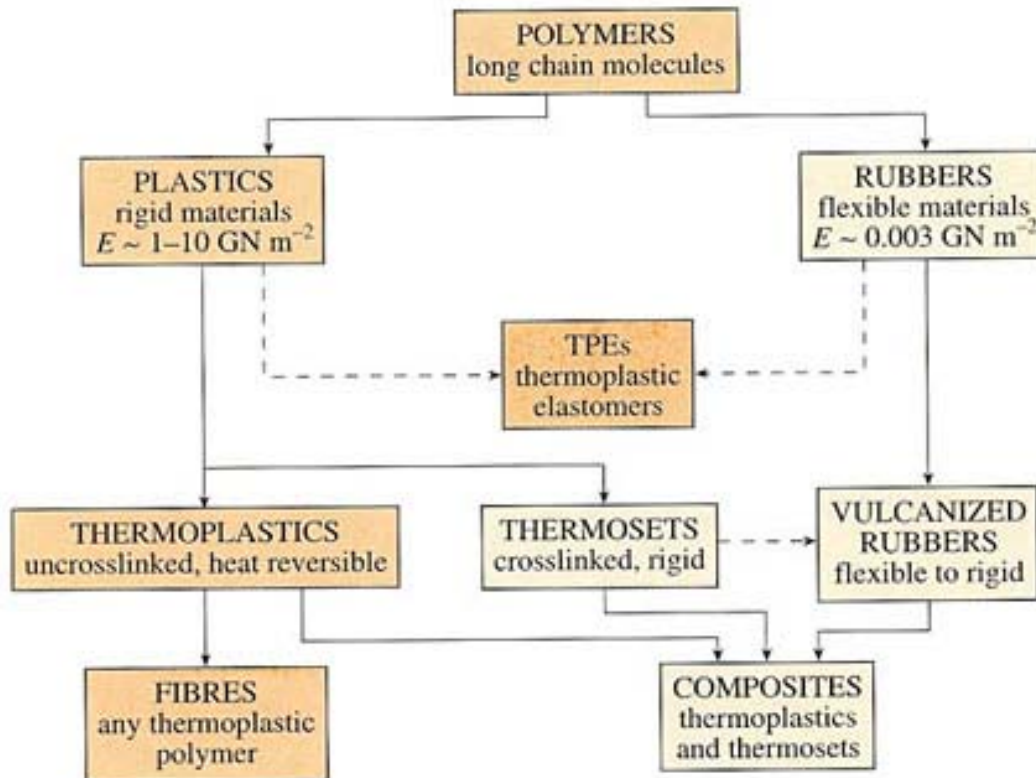 POLYMERS
long chain molecules
PLASTICS
rigid materials
E ~ 1–10 GN m⁻²
RUBBERS
flexible materials
E ~ 0.003 GN m⁻²
TPEs
thermoplastic
elastomers
THERMOPLASTICS
uncrosslinked, heat reversible
THERMOSETS
crosslinked, rigid
VULCANIZED
RUBBERS
flexible to rigid
FIBRES
any thermoplastic
polymer
COMPOSITES
thermoplastics
and thermosets